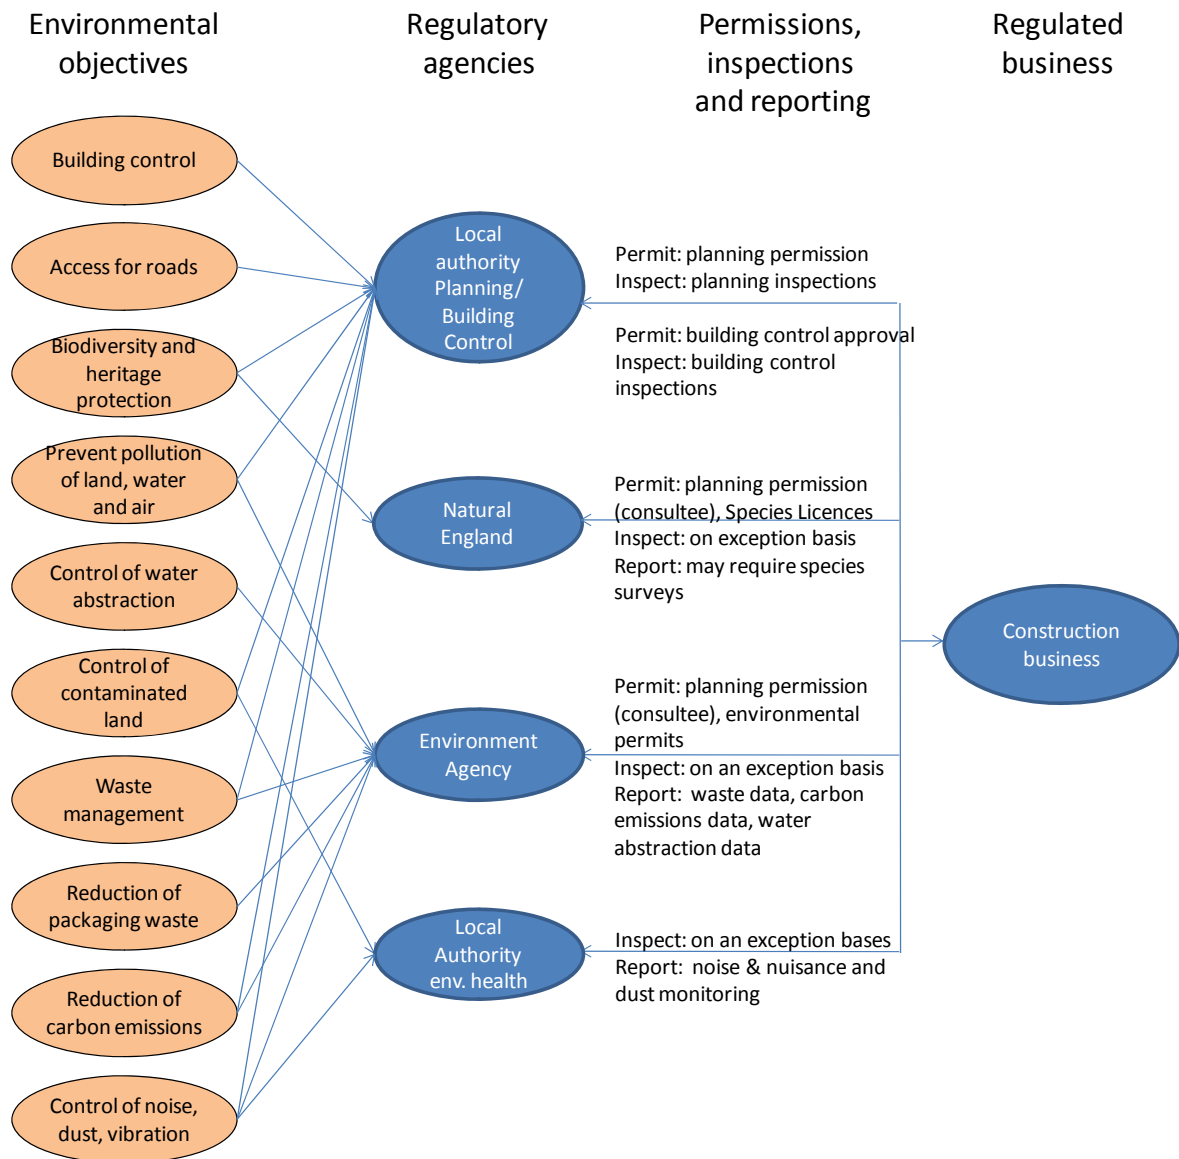 Environmental
objectives
Regulatory
agencies
Permissions,
inspections
and reporting
Regulated
business
Building control
Access for roads
Biodiversity and
heritage
protection
Prevent pollution
of land, water
and air
Control of water
abstraction
Control of
contaminated
land
Waste
management
Reduction of
packaging waste
Reduction of
carbon emissions
Control of noise,
dust, vibration
Local
authority
Planning/
Building
Control
Natural
England
Environment
Agency
Local
Authority
env. health
Permit: planning permission
Inspect: planning inspections
Permit: building control approval
Inspect: building control
inspections
Permit: planning permission
(consultee), Species Licences
Inspect: on exception basis
Report: may require species
surveys
Permit: planning permission
(consultee), environmental
permits
Inspect: on an exception basis
Report: waste data, carbon
emissions data, water
abstraction data
Inspect: on an exception bases
Report: noise & nuisance and
dust monitoring
Construction
business